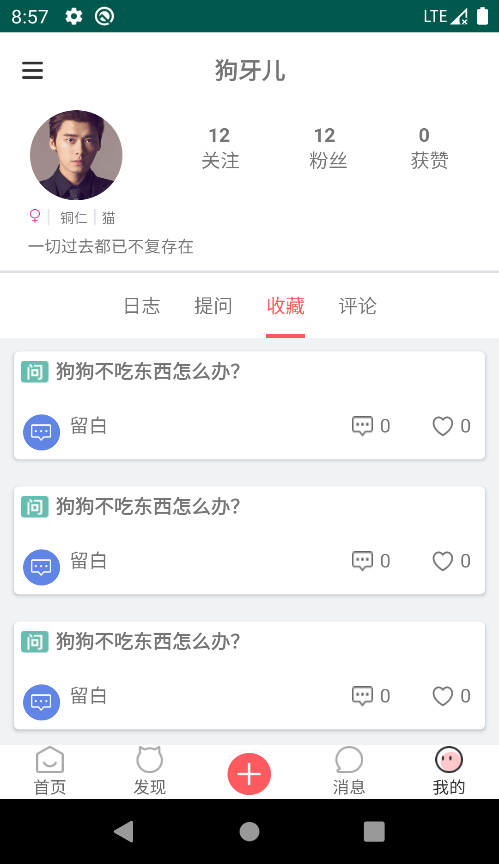 8:57 LTE
狗牙儿
12 12 0
关注 粉丝 获赞
铜仁 猫
一切过去都已不复存在
日志 提问 收藏 评论
问 狗狗不吃东西怎么办?
留白 0 0
问 狗狗不吃东西怎么办?
留白 0 0
问 狗狗不吃东西怎么办?
留白 0 0
首页 发现 消息 我的